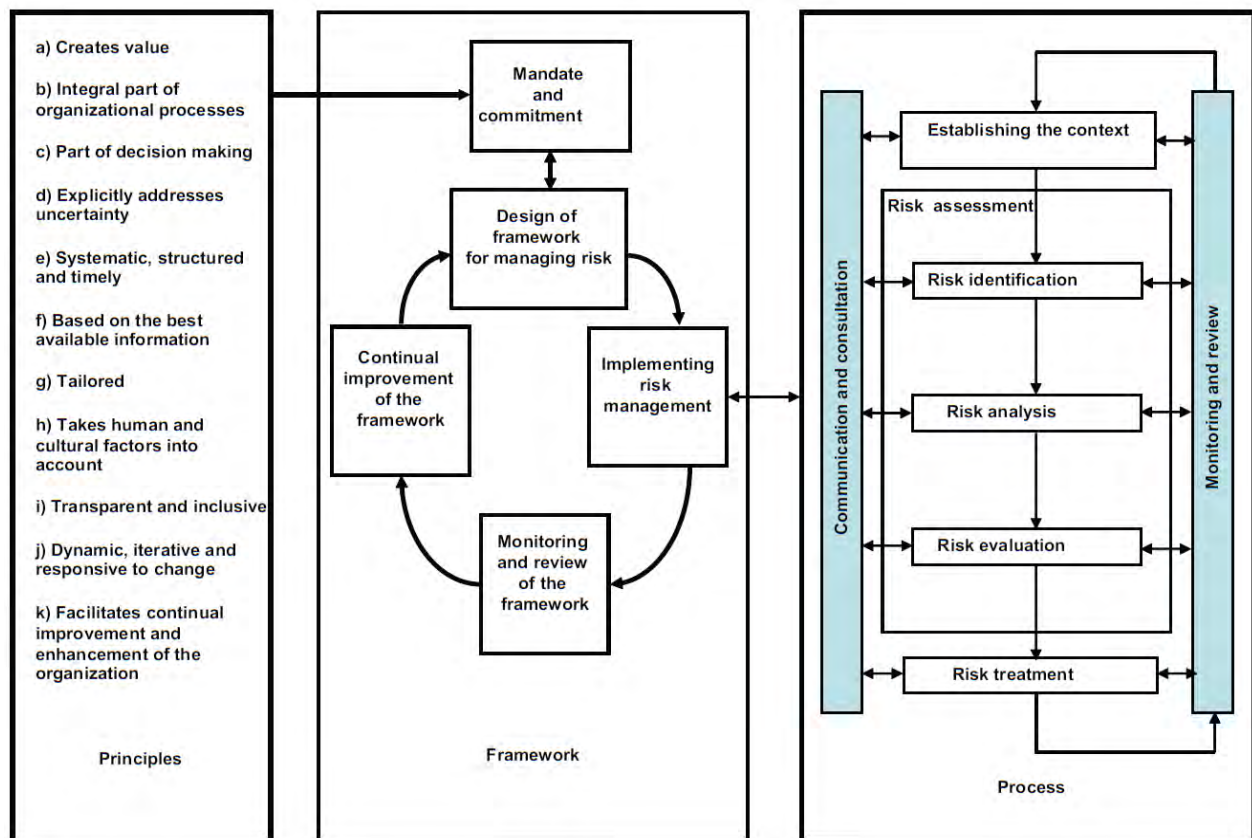 a) Creates value
b) Integral part of
organizational processes
c) Part of decision making
d) Explicitly addresses
uncertainty
e) Systematic, structured
and timely
f) Based on the best
available information
g) Tailored
h) Takes human and
cultural factors into
account
i) Transparent and inclusive
j) Dynamic, iterative and
responsive to change
k) Facilitates continual
improvement and
enhancement of the
organization
Principles
Mandate
and
commitment
Design of
framework
for managing risk
Continual
improvement
of the
framework
Implementing
risk
management
Monitoring
and review
of the
framework
Framework
Communication and consultation
Establishing the context
Risk assessment
Risk identification
Risk analysis
Risk evaluation
Risk treatment
Monitoring and review
Process